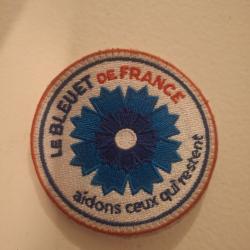 LE BLEUET DE FRANCE
aidons ceux qui restent